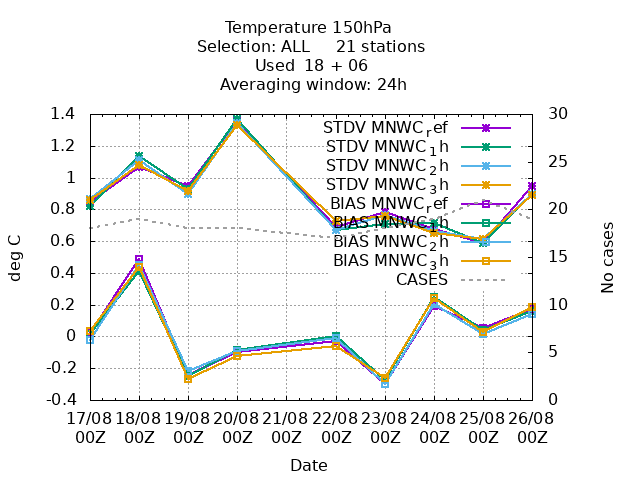 Temperature 150hPa
Selection: ALL 21 stations
Used 18 + 06
Averaging window: 24h
1.4
1.2
1
0.8
0.6
0.4
0.2
0
-0.2
-0.4
deg C
30
25
20
15
10
5
0
No cases
STDV MNWC_ref
STDV MNWC_1h
STDV MNWC_2h
STDV MNWC_3h
BIAS MNWC_ref
BIAS MNWC_1h
BIAS MNWC_2h
BIAS MNWC_3h
CASES
17/08 18/08 19/08 20/08 21/08 22/08 23/08 24/08 25/08 26/08
00Z 00Z 00Z 00Z 00Z 00Z 00Z 00Z 00Z 00Z
Date